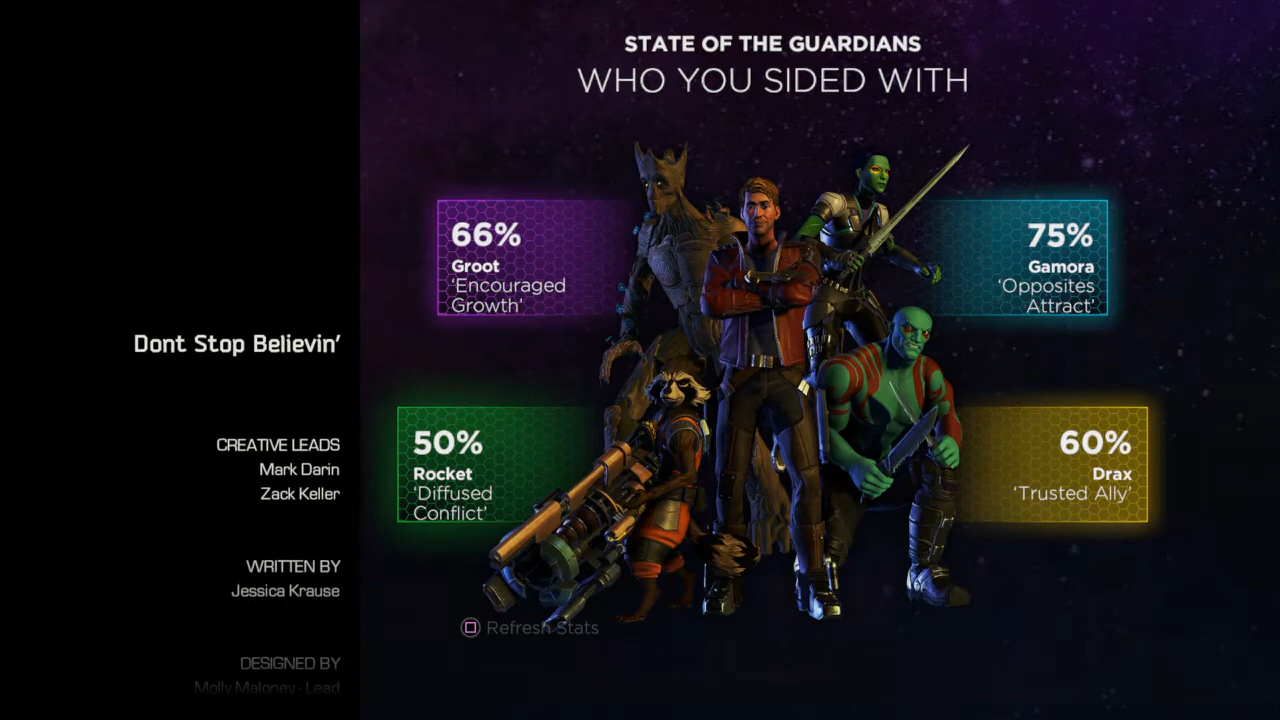 STATE OF THE GUARDIANS
WHO YOU SIDED WITH
66%
Groot
‘Encouraged
Growth’
75%
Gamora
‘Opposites
Attract’
50%
Rocket
‘Diffused
Conflict’
60%
Drax
‘Trusted Ally’
Refresh Stats
Dont Stop Believin’
CREATIVE LEADS
Mark Darin
Zack Keller
WRITTEN BY
Jessica Krause
DESIGNED BY
Molly Maloney - Lead